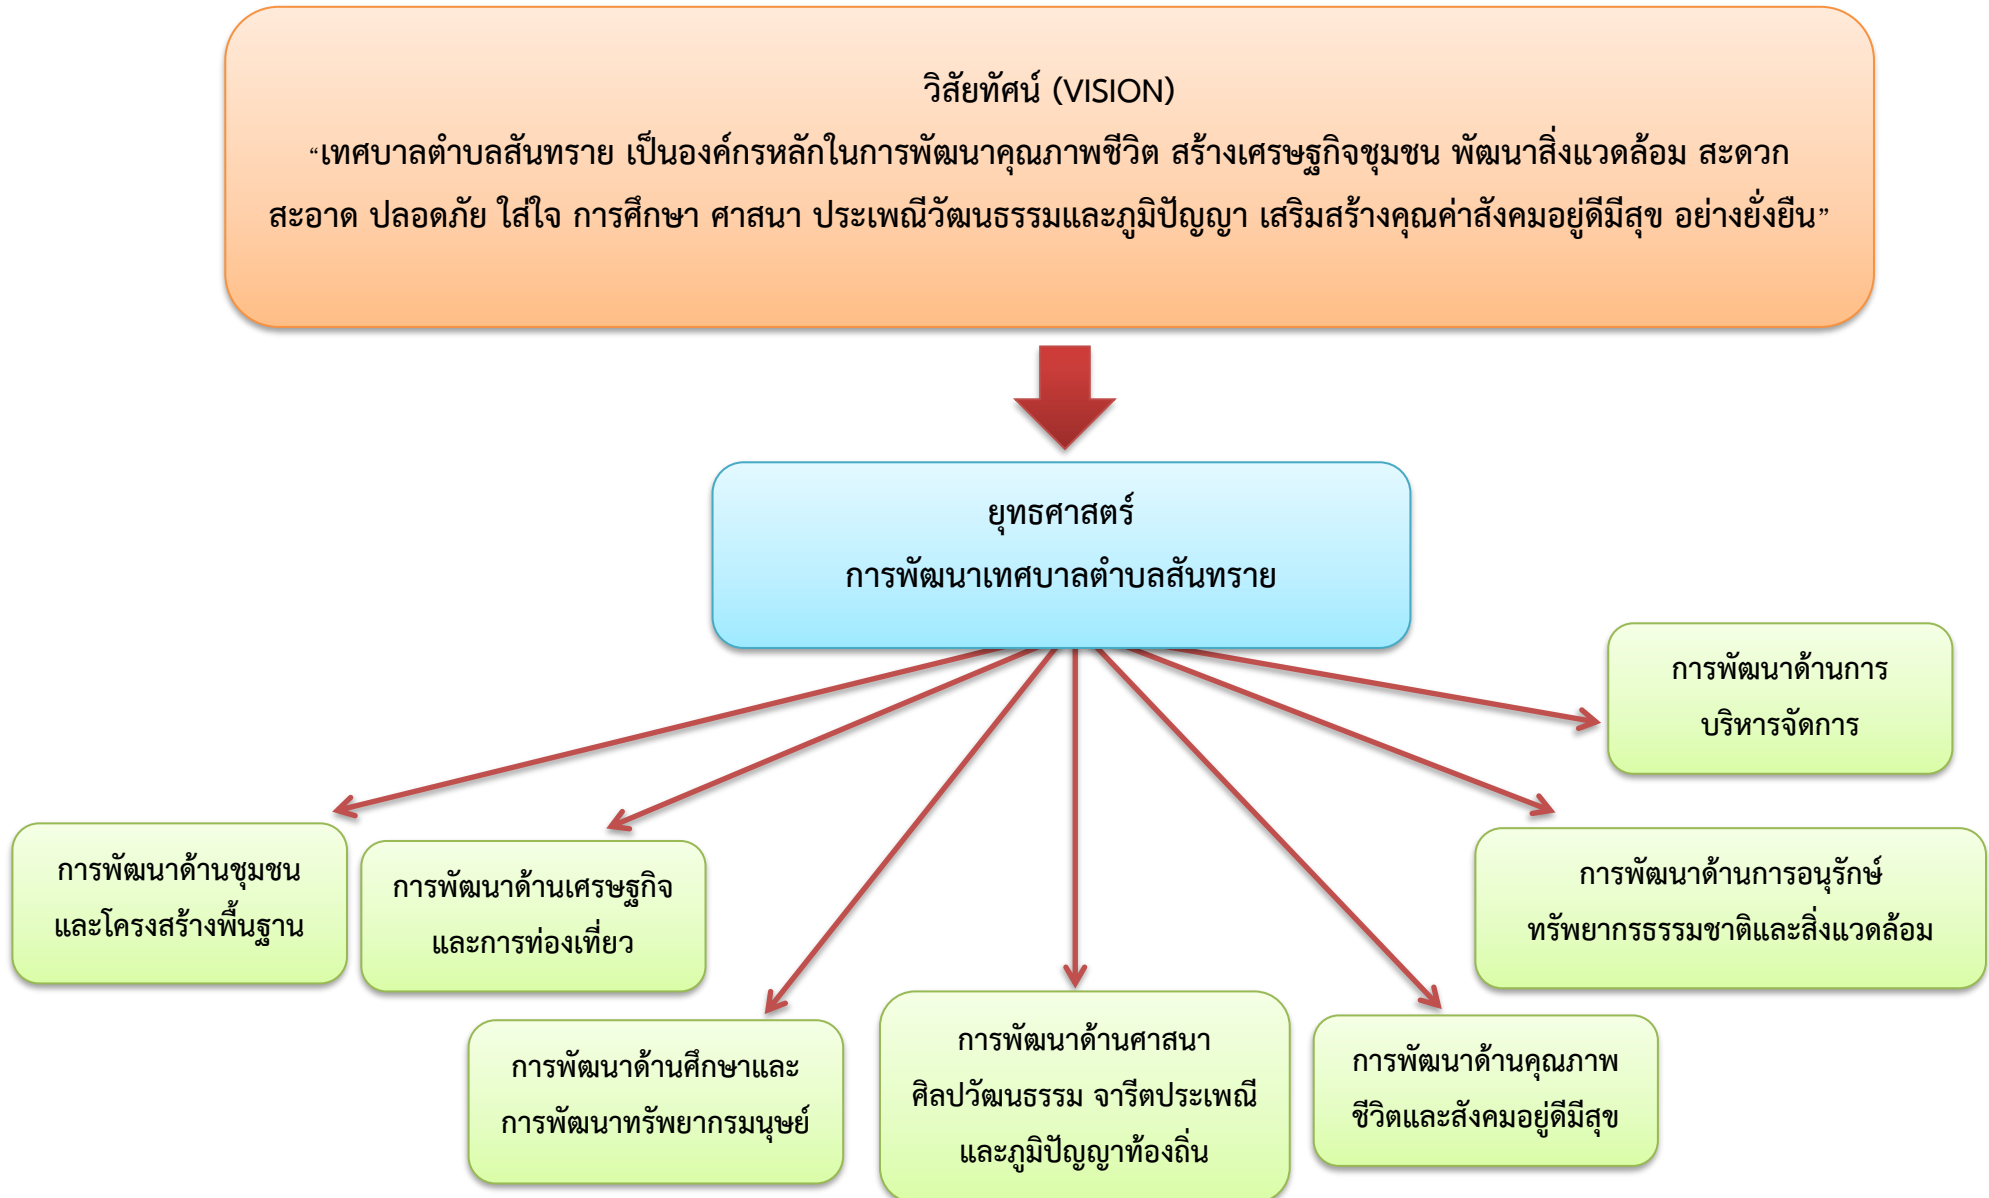 วิสัยทัศน์ (VISION)
“เทศบาลตำบลสันทราย เป็นองค์กรหลักในการพัฒนาคุณภาพชีวิต สร้างเศรษฐกิจชุมชน พัฒนาสิ่งแวดล้อม สะดวก
สะอาด ปลอดภัย ใส่ใจ การศึกษา ศาสนา ประเพณีวัฒนธรรมและภูมิปัญญา เสริมสร้างคุณค่าสังคมอยู่ดีมีสุข อย่างยั่งยืน”
ยุทธศาสตร์
การพัฒนาเทศบาลตำบลสันทราย
การพัฒนาด้านการ
บริหารจัดการ
การพัฒนาด้านชุมชน
และโครงสร้างพื้นฐาน
การพัฒนาด้านเศรษฐกิจ
และการท่องเที่ยว
การพัฒนาด้านการอนุรักษ์
ทรัพยากรธรรมชาติและสิ่งแวดล้อม
การพัฒนาด้านศึกษาและ
การพัฒนาทรัพยากรมนุษย์
การพัฒนาด้านศาสนา
ศิลปวัฒนธรรม จารีตประเพณี
และภูมิปัญญาท้องถิ่น
การพัฒนาด้านคุณภาพ
ชีวิตและสังคมอยู่ดีมีสุข